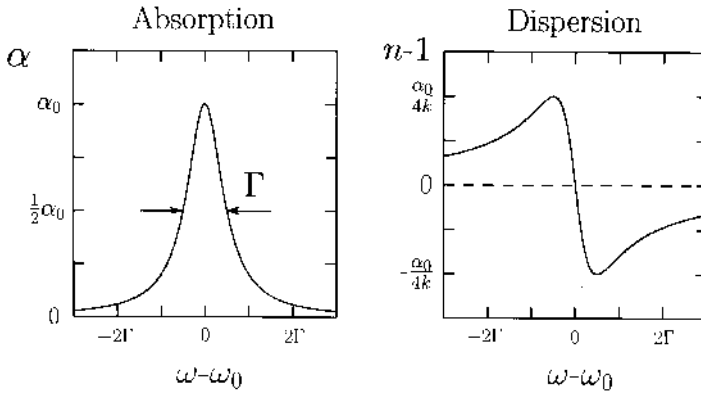 Absorption
α
α₀
½α₀
0
Γ
-2Γ 0 2Γ
ω-ω₀
Dispersion
n-1
α₀/4k
0
-α₀/4k
-2Γ 0 2Γ
ω-ω₀